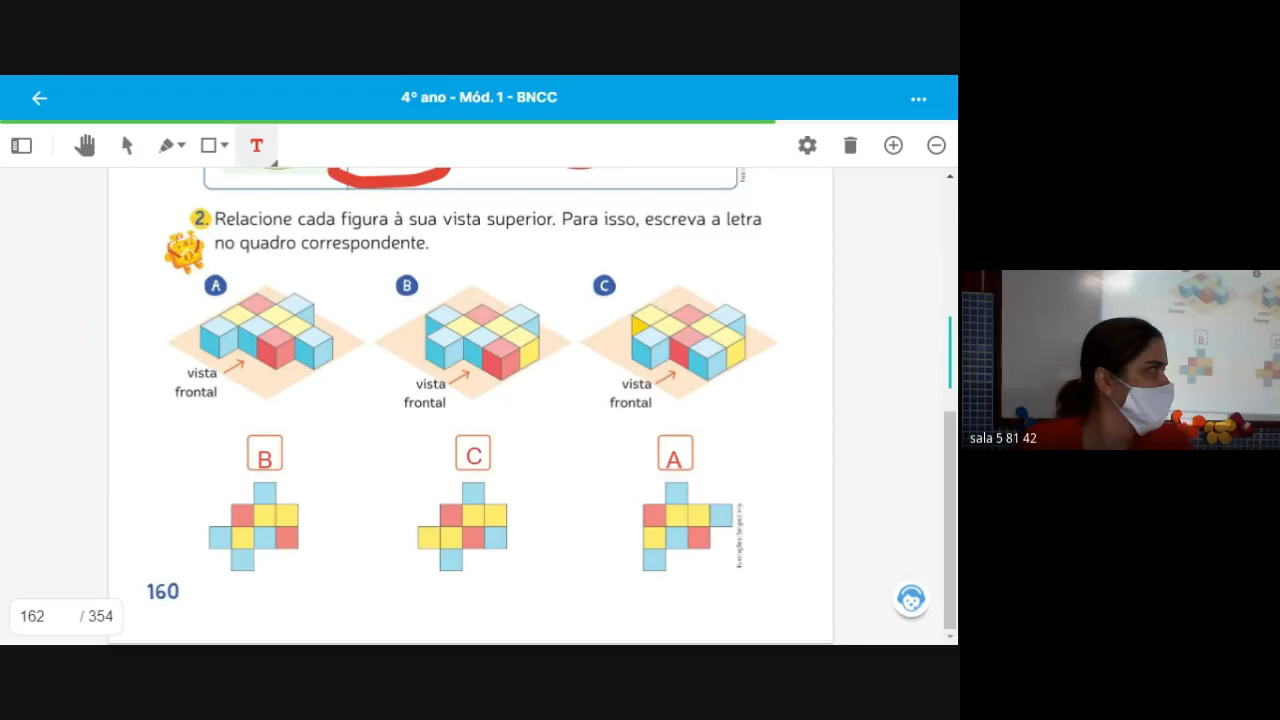 4º ano - Mód. 1 - BNCC
T
2. Relacione cada figura à sua vista superior. Para isso, escreva a letra
no quadro correspondente.
A
B
C
vista
frontal
vista
frontal
vista
frontal
B
C
A
160
162 / 354
sala 5 81 42